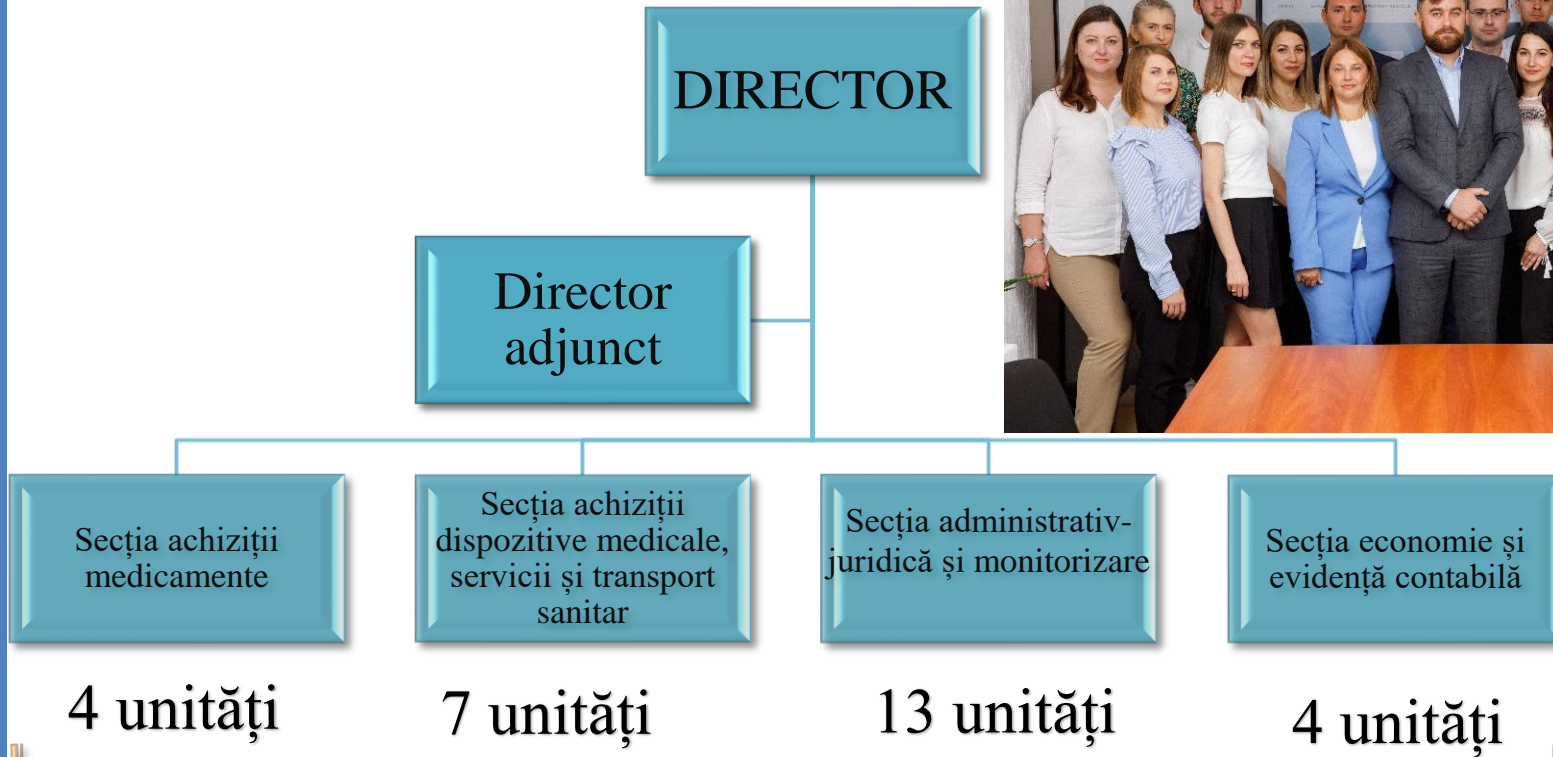 DIRECTOR
Director
adjunct
Secția achiziții
medicamente
Secția achiziții
dispozitive medicale,
servicii și transport
sanitar
Secția administrativ-
juridică și monitorizare
Secția economie și
evidență contabilă
4 unități
7 unități
13 unități
4 unități